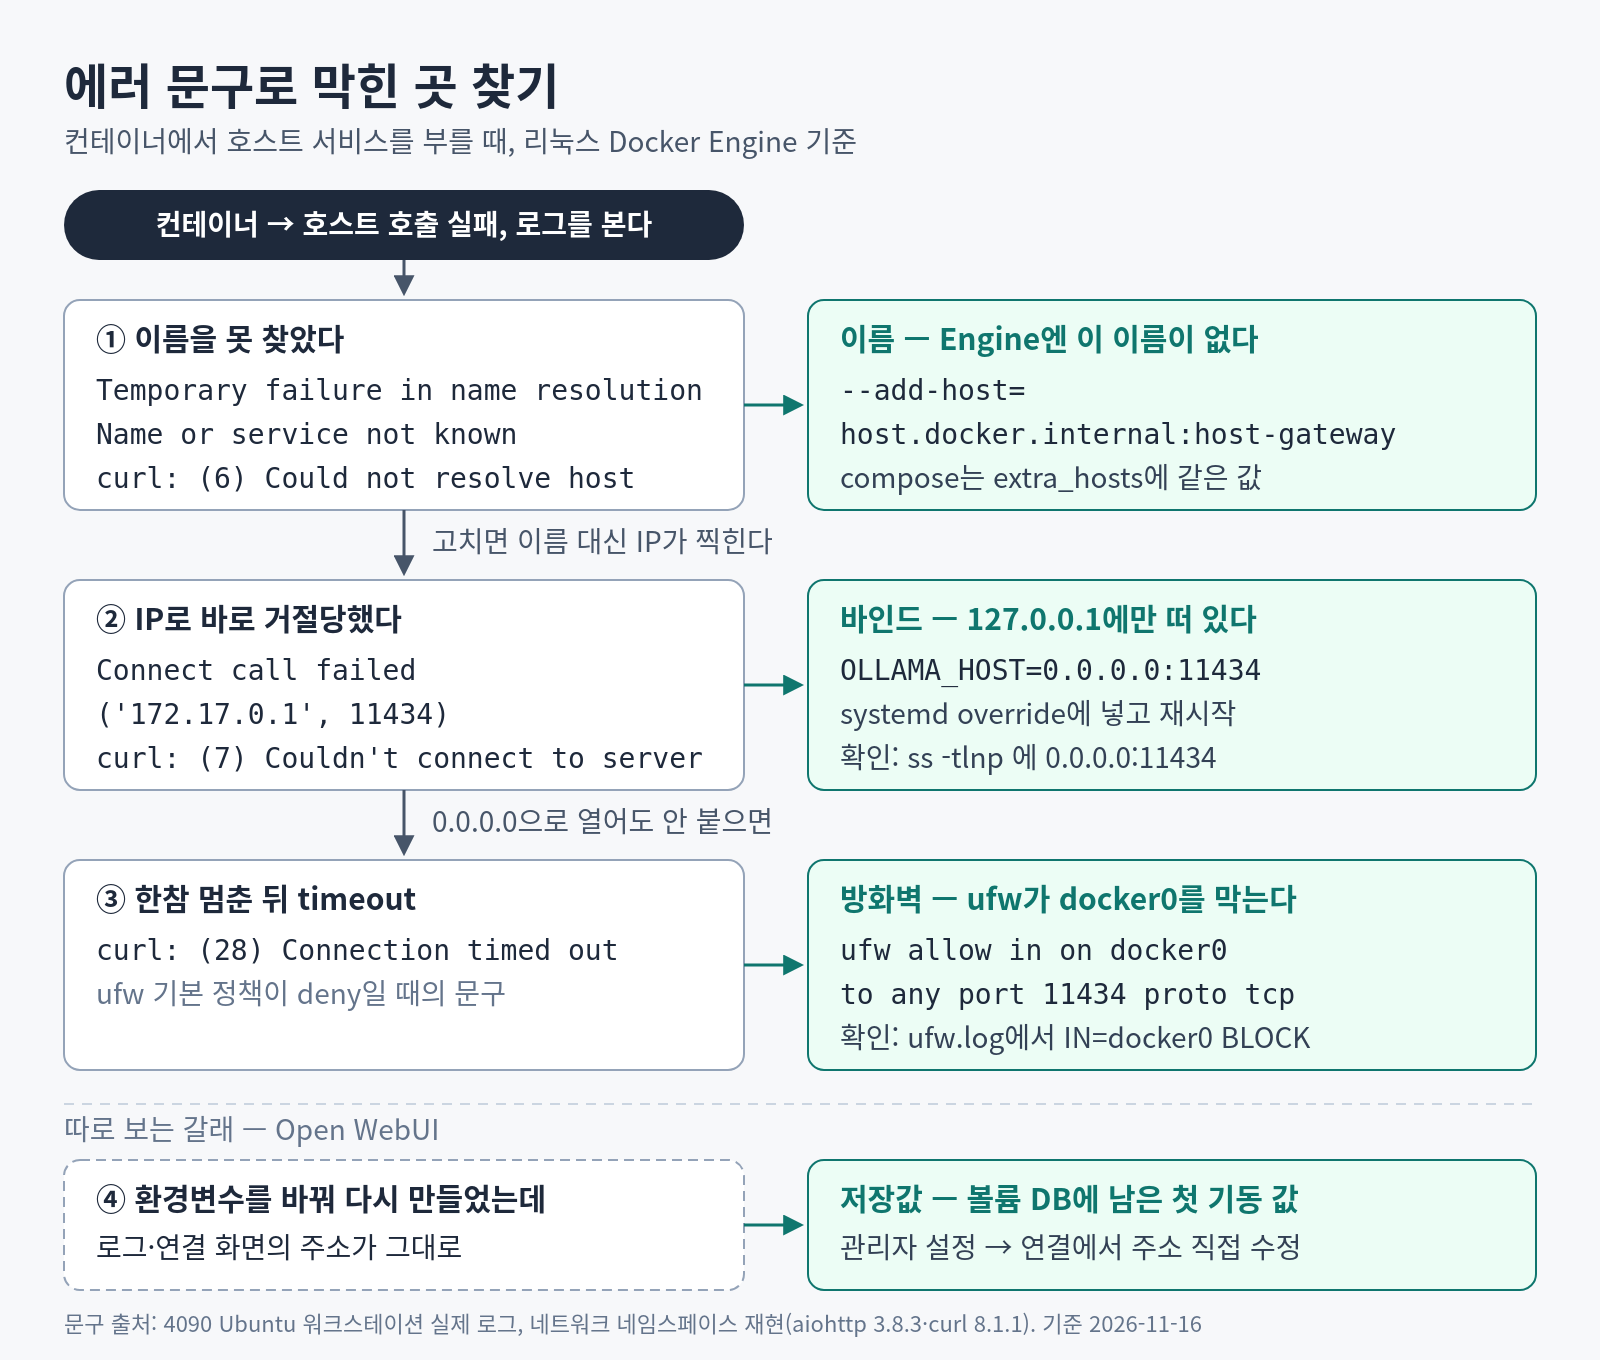 에러 문구로 막힌 곳 찾기
컨테이너에서 호스트 서비스를 부를 때, 리눅스 Docker Engine 기준
컨테이너 → 호스트 호출 실패, 로그를 본다
① 이름을 못 찾았다
Temporary failure in name resolution
Name or service not known
curl: (6) Could not resolve host
이름 — Engine엔 이 이름이 없다
--add-host=
host.docker.internal:host-gateway
compose는 extra_hosts에 같은 값
고치면 이름 대신 IP가 찍힌다
② IP로 바로 거절당했다
Connect call failed
('172.17.0.1', 11434)
curl: (7) Couldn't connect to server
바인드 — 127.0.0.1에만 떠 있다
OLLAMA_HOST=0.0.0.0:11434
systemd override에 넣고 재시작
확인: ss -tlnp 에 0.0.0.0:11434
0.0.0.0으로 열어도 안 붙으면
③ 한참 멈춘 뒤 timeout
curl: (28) Connection timed out
ufw 기본 정책이 deny일 때의 문구
방화벽 — ufw가 docker0를 막는다
ufw allow in on docker0
to any port 11434 proto tcp
확인: ufw.log에서 IN=docker0 BLOCK
따로 보는 갈래 — Open WebUI
④ 환경변수를 바꿔 다시 만들었는데
로그·연결 화면의 주소가 그대로
저장값 — 볼륨 DB에 남은 첫 기동 값
관리자 설정 → 연결에서 주소 직접 수정
문구 출처: 4090 Ubuntu 워크스테이션 실제 로그, 네트워크 네임스페이스 재현(aiohttp 3.8.3·curl 8.1.1). 기준 2026-11-16